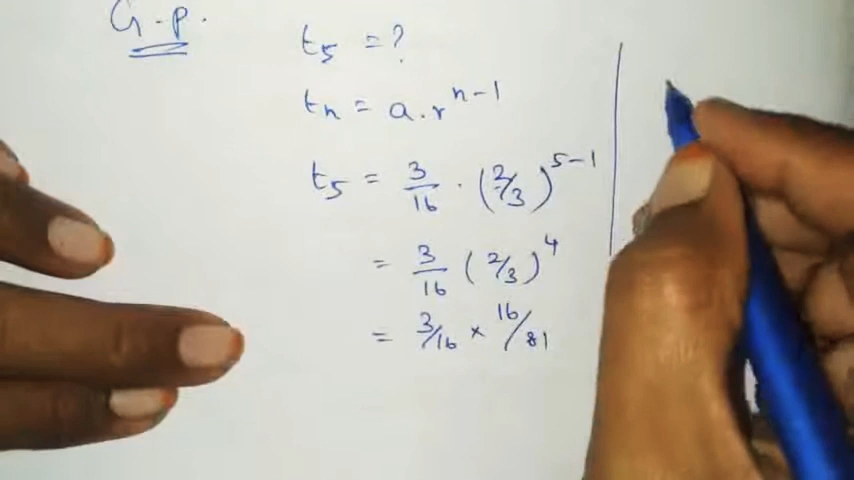 G.P.
t₅ = ?
tₙ = a.r^(n-1)
t₅ = 3/16 . (2/3)^(5-1)
= 3/16 (2/3)^4
= 3/16 × 16/81